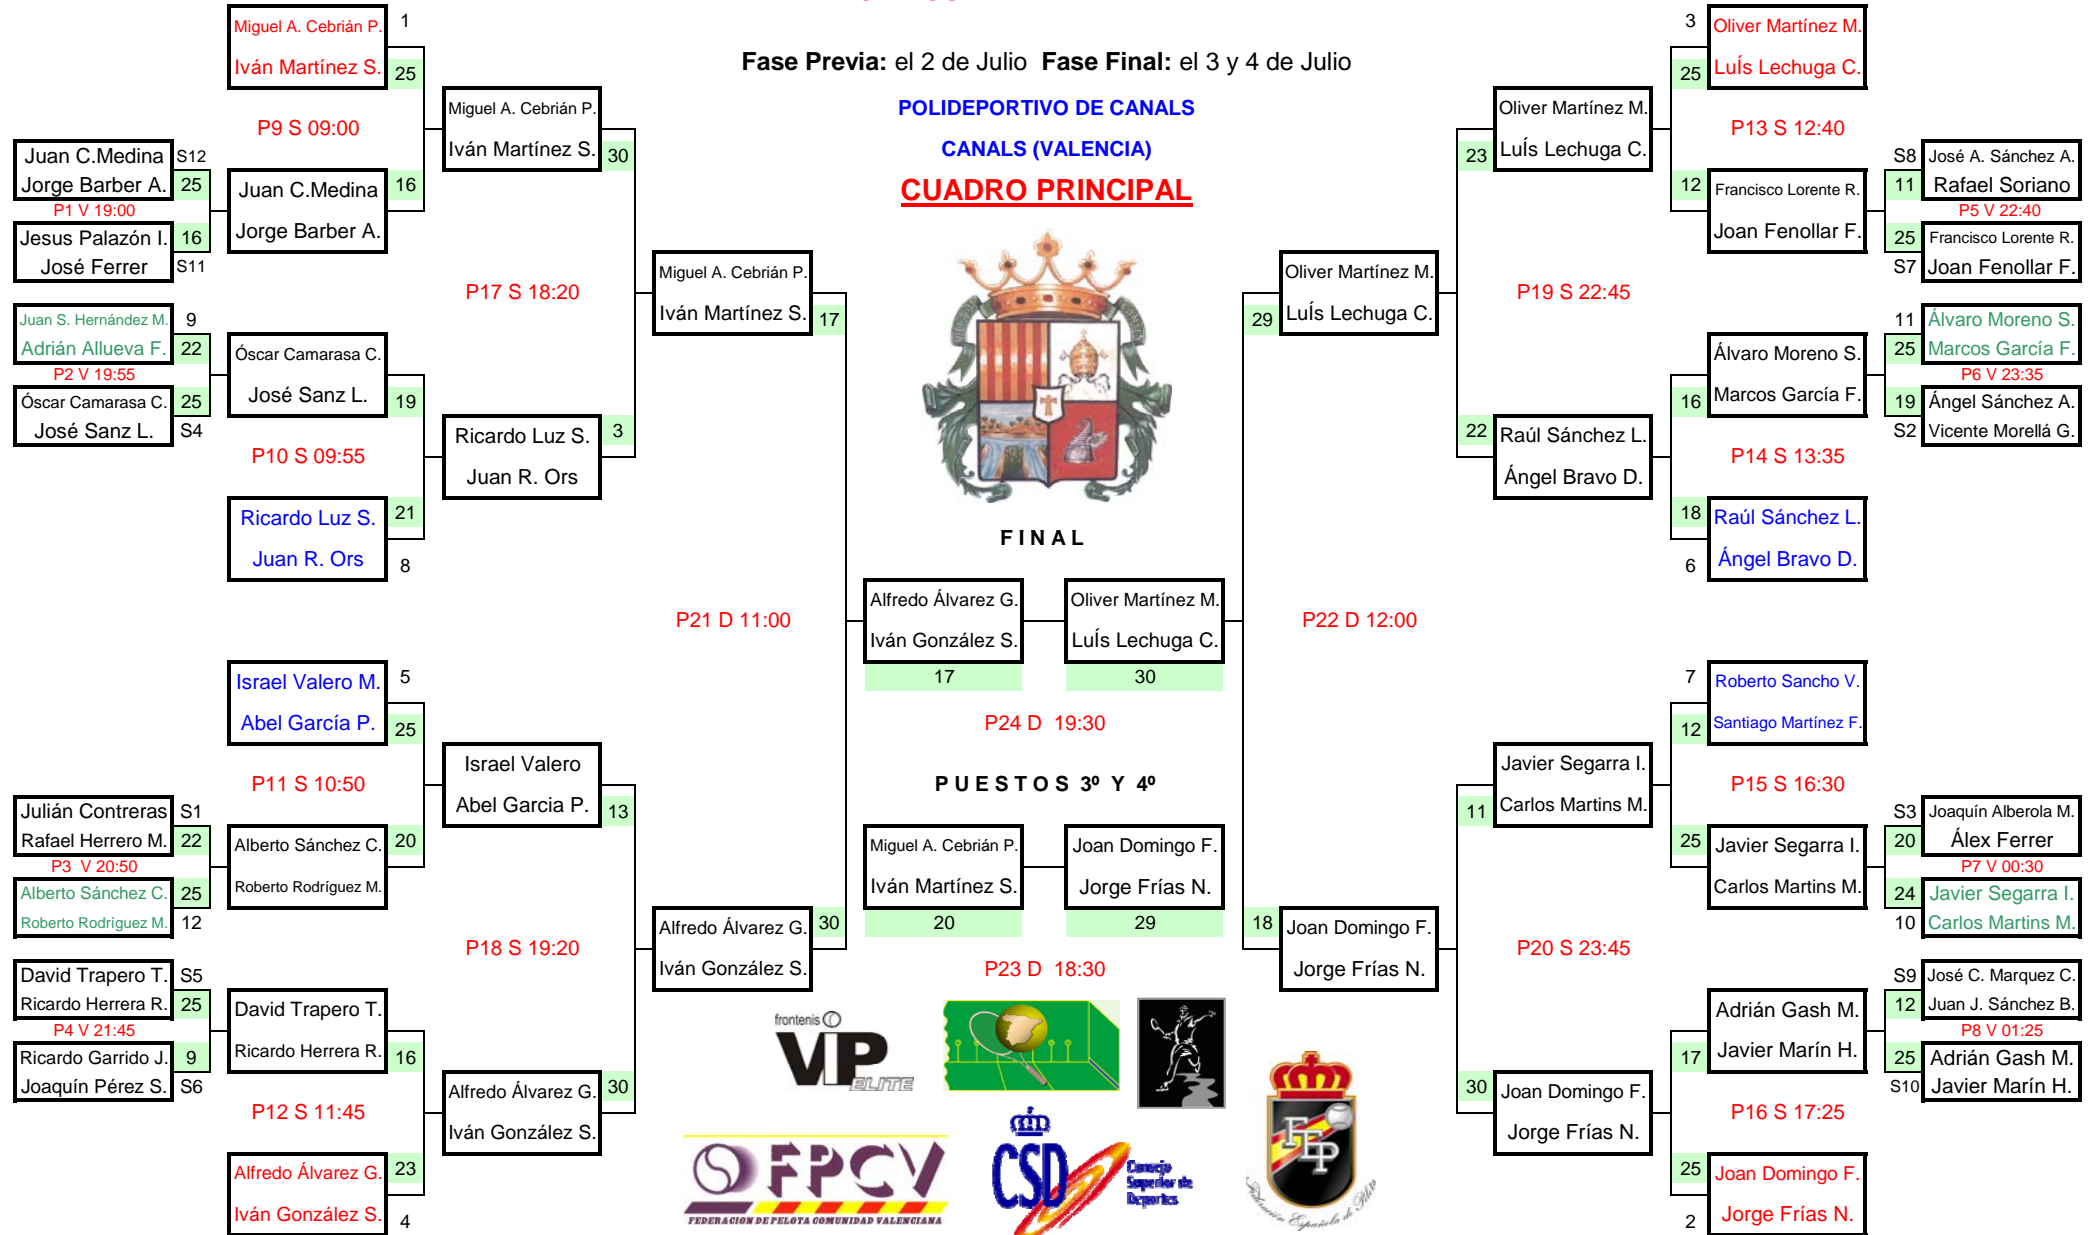 Fase Previa: el 2 de Julio Fase Final: el 3 y 4 de Julio
POLIDEPORTIVO DE CANALS
CANALS (VALENCIA)
CUADRO PRINCIPAL
Juan C.Medina S12
Jorge Barber A. 25
P1 V 19:00
Jesus Palazón I. 16
José Ferrer S11
Juan S. Hernández M. 9
Adrián Allueva F. 22
P2 V 19:55
Óscar Camarasa C. 25
José Sanz L. S4
Julián Contreras S1
Rafael Herrero M. 22
P3 V 20:50
Alberto Sánchez C. 25
Roberto Rodríguez M. 12
David Trapero T. S5
Ricardo Herrera R. 25
P4 V 21:45
Ricardo Garrido J. 9
Joaquín Pérez S. S6
Miguel A. Cebrián P. 1
Iván Martínez S. 25
P9 S 09:00
Juan C.Medina 16
Jorge Barber A.
Óscar Camarasa C.
José Sanz L. 19
P10 S 09:55
Ricardo Luz S. 21
Juan R. Ors 8
Israel Valero M. 5
Abel García P. 25
P11 S 10:50
Alberto Sánchez C. 20
Roberto Rodríguez M.
David Trapero T.
Ricardo Herrera R. 16
P12 S 11:45
Alfredo Álvarez G. 23
Iván González S. 4
Miguel A. Cebrián P.
Iván Martínez S. 30
P17 S 18:20
Ricardo Luz S. 3
Juan R. Ors
Israel Valero
Abel Garcia P. 13
P18 S 19:20
Alfredo Álvarez G. 30
Iván González S.
Miguel A. Cebrián P.
Iván Martínez S. 17
P21 D 11:00
Alfredo Álvarez G. 30
Iván González S.
FINAL
Alfredo Álvarez G.
Iván González S.
17
Oliver Martínez M.
LuÍs Lechuga C.
30
P24 D 19:30
PUESTOS 3º Y 4º
Miguel A. Cebrián P.
Iván Martínez S.
20
Joan Domingo F.
Jorge Frías N.
29
P23 D 18:30
Oliver Martínez M.
29 LuÍs Lechuga C.
P22 D 12:00
18 Joan Domingo F.
Jorge Frías N.
Oliver Martínez M.
23 LuÍs Lechuga C.
P19 S 22:45
22 Raúl Sánchez L.
Ángel Bravo D.
Javier Segarra I.
11 Carlos Martins M.
P20 S 23:45
30 Joan Domingo F.
Jorge Frías N.
3 Oliver Martínez M.
25 LuÍs Lechuga C.
P13 S 12:40
12 Francisco Lorente R.
Joan Fenollar F.
Álvaro Moreno S.
16 Marcos García F.
P14 S 13:35
18 Raúl Sánchez L.
6 Ángel Bravo D.
7 Roberto Sancho V.
12 Santiago Martínez F.
P15 S 16:30
25 Javier Segarra I.
Carlos Martins M.
Adrián Gash M.
17 Javier Marín H.
P16 S 17:25
25 Joan Domingo F.
2 Jorge Frías N.
S8 José A. Sánchez A.
11 Rafael Soriano
P5 V 22:40
25 Francisco Lorente R.
S7 Joan Fenollar F.
11 Álvaro Moreno S.
25 Marcos García F.
P6 V 23:35
19 Ángel Sánchez A.
S2 Vicente Morellá G.
S3 Joaquín Alberola M.
20 Álex Ferrer
P7 V 00:30
24 Javier Segarra I.
10 Carlos Martins M.
S9 José C. Marquez C.
12 Juan J. Sánchez B.
P8 V 01:25
25 Adrián Gash M.
S10 Javier Marín H.
frontenis
VIP
ELITE
FPCV
FEDERACION DE PELOTA COMUNIDAD VALENCIANA
CSD
Consejo
Superior de
Deportes
FEP
Federación Española de Pelota